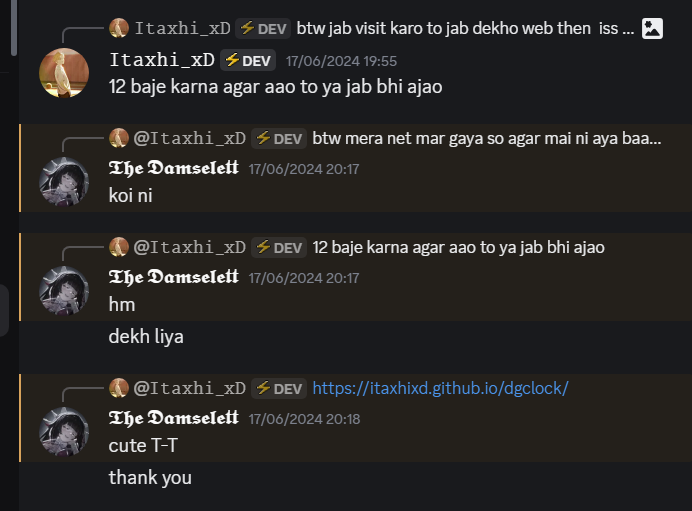 Itaxhi_xD ⚡DEV btw jab visit karo to jab dekho web then iss ...
Itaxhi_xD ⚡DEV 17/06/2024 19:55
12 baje karna agar aao to ya jab bhi ajao
@Itaxhi_xD ⚡DEV btw mera net mar gaya so agar mai ni aya baa...
𝕿𝖍𝖊 𝕯𝖆𝖒𝖘𝖊𝖑𝖊𝖙𝖙 17/06/2024 20:17
koi ni
@Itaxhi_xD ⚡DEV 12 baje karna agar aao to ya jab bhi ajao
𝕿𝖍𝖊 𝕯𝖆𝖒𝖘𝖊𝖑𝖊𝖙𝖙 17/06/2024 20:17
hm
dekh liya
@Itaxhi_xD ⚡DEV https://itaxhixd.github.io/dgclock/
𝕿𝖍𝖊 𝕯𝖆𝖒𝖘𝖊𝖑𝖊𝖙𝖙 17/06/2024 20:18
cute T-T
thank you